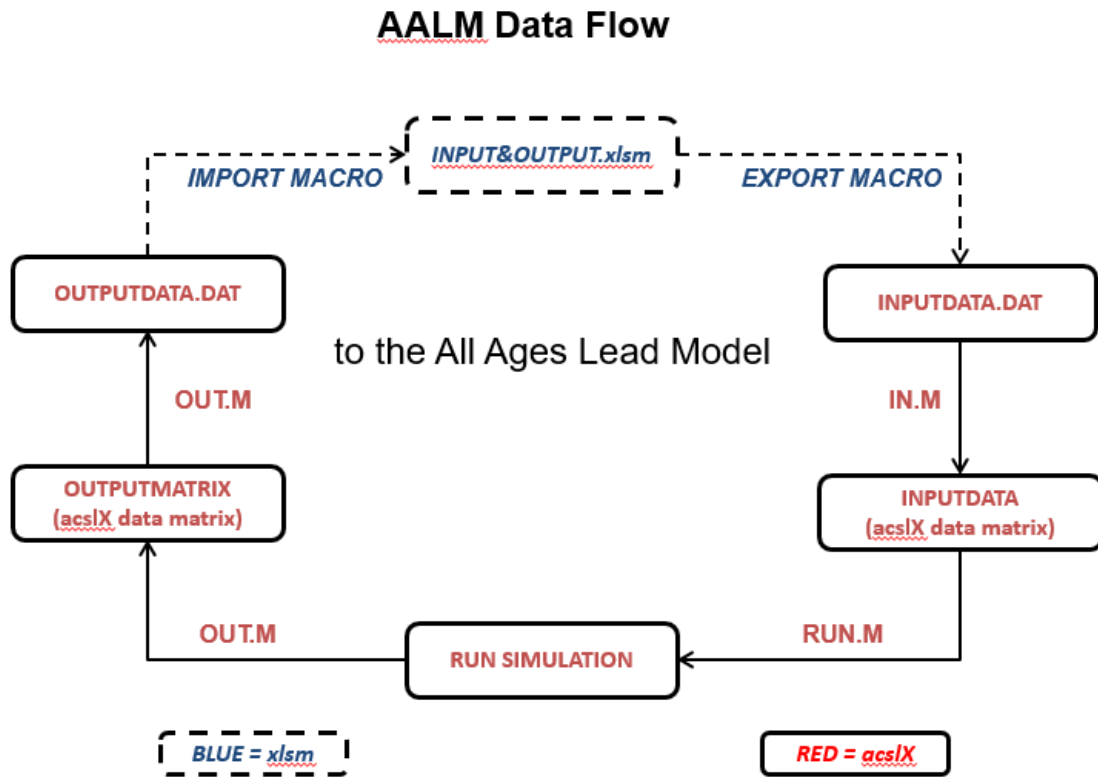 AALM Data Flow
INPUT&OUTPUT.xlsm
IMPORT MACRO
EXPORT MACRO
OUTPUTDATA.DAT
INPUTDATA.DAT
to the All Ages Lead Model
OUT.M
IN.M
OUTPUTMATRIX
(acslX data matrix)
INPUTDATA
(acslX data matrix)
OUT.M
RUN.M
RUN SIMULATION
BLUE = xlsm
RED = acslX